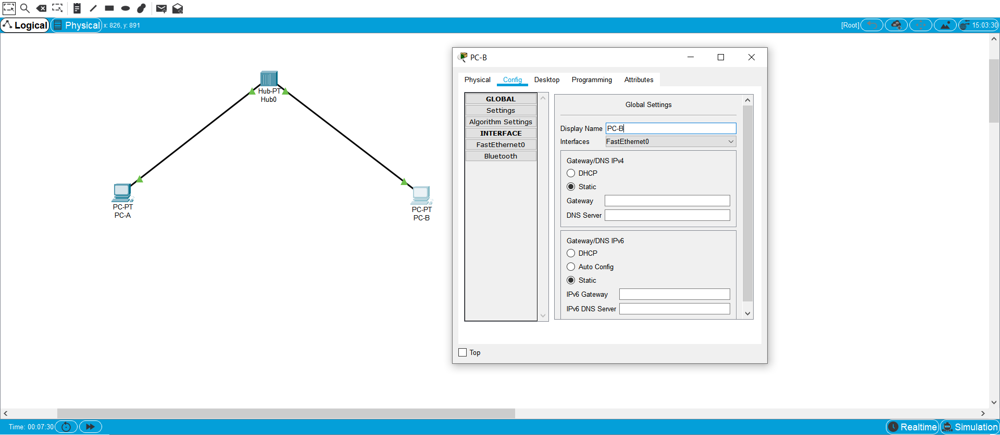 Logical
Physical
x: 826, y: 891
[Root]
15:03:30
Hub-PT
Hub0
PC-PT
PC-A
PC-PT
PC-B
PC-B
Physical
Config
Desktop
Programming
Attributes
GLOBAL
Settings
Algorithm Settings
INTERFACE
FastEthernet0
Bluetooth
Global Settings
Display Name PC-B
Interfaces FastEthernet0
Gateway/DNS IPv4
DHCP
Static
Gateway
DNS Server
Gateway/DNS IPv6
DHCP
Auto Config
Static
IPv6 Gateway
IPv6 DNS Server
Top
Time: 00:07:30
Realtime
Simulation